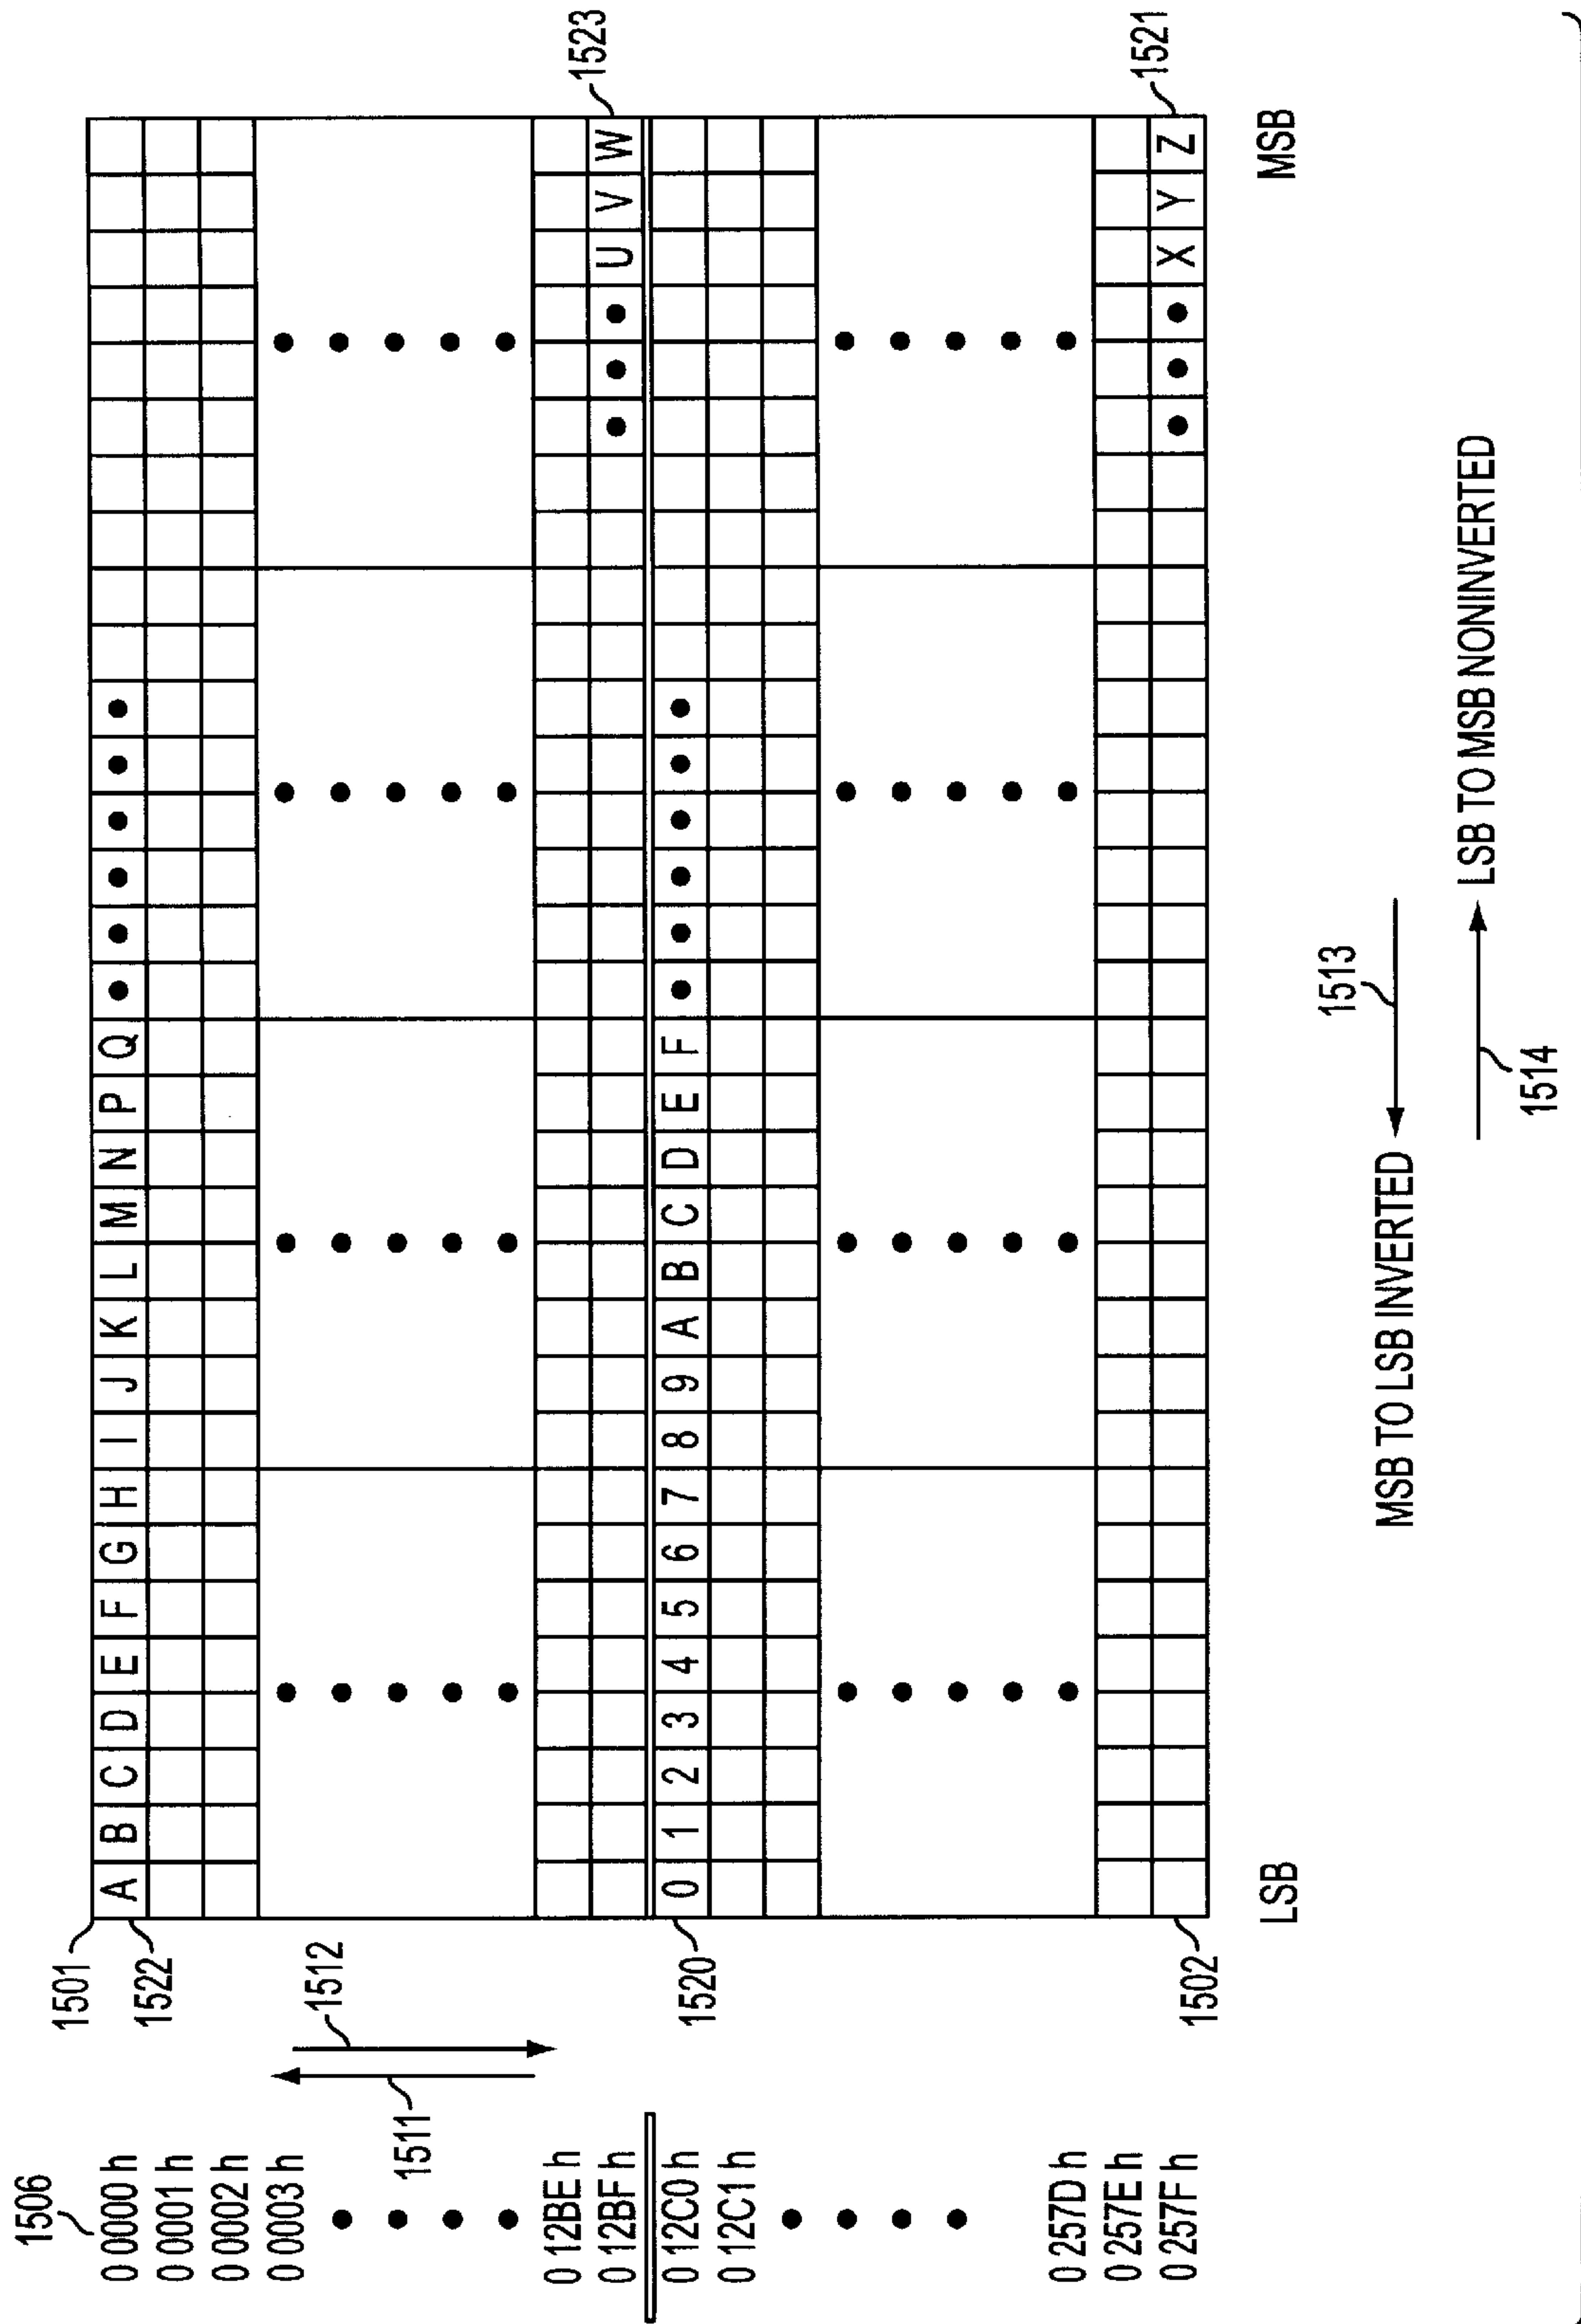 1506
0 0000 h
0 0001 h
0 0002 h
0 0003 h
0 12BE h
0 12BF h
0 12C0 h
0 12C1 h
0 257D h
0 257E h
0 257F h
1511
1512
1501
1522
1520
1502
A B C D E F G H I J K L M N P Q
U V W
1523
0 1 2 3 4 5 6 7 8 9 A B C D E F
X Y Z
1521
LSB
MSB
1513
MSB TO LSB INVERTED
LSB TO MSB NONINVERTED
1514